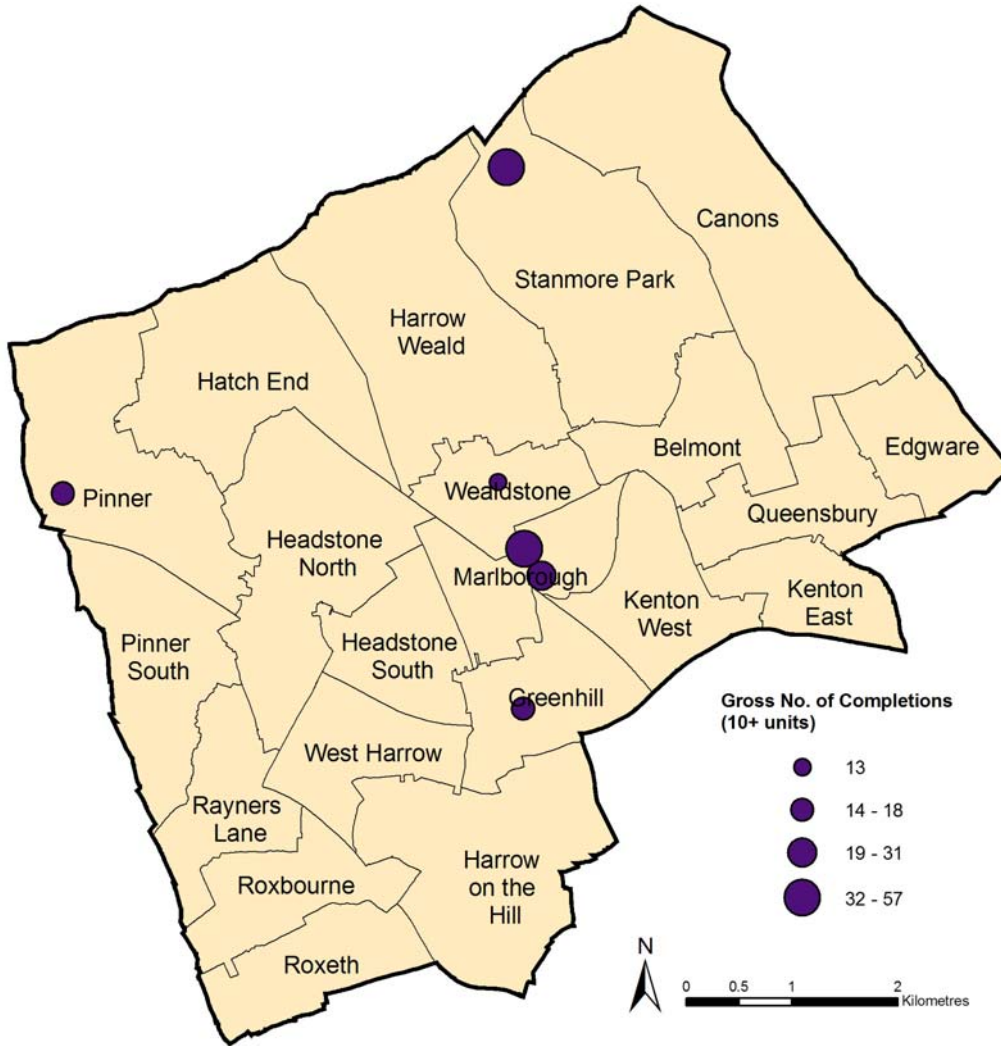 Canons
Stanmore Park
Harrow
Weald
Hatch End
Belmont
Edgware
Pinner
Wealdstone
Queensbury
Headstone
North
Marlborough
Kenton
East
Kenton
West
Pinner
South
Headstone
South
Greenhill
West Harrow
Rayners
Lane
Harrow
on the
Hill
Roxbourne
Roxeth
Gross No. of Completions
(10+ units)
13
14 - 18
19 - 31
32 - 57
N
0 0.5 1 2
Kilometres